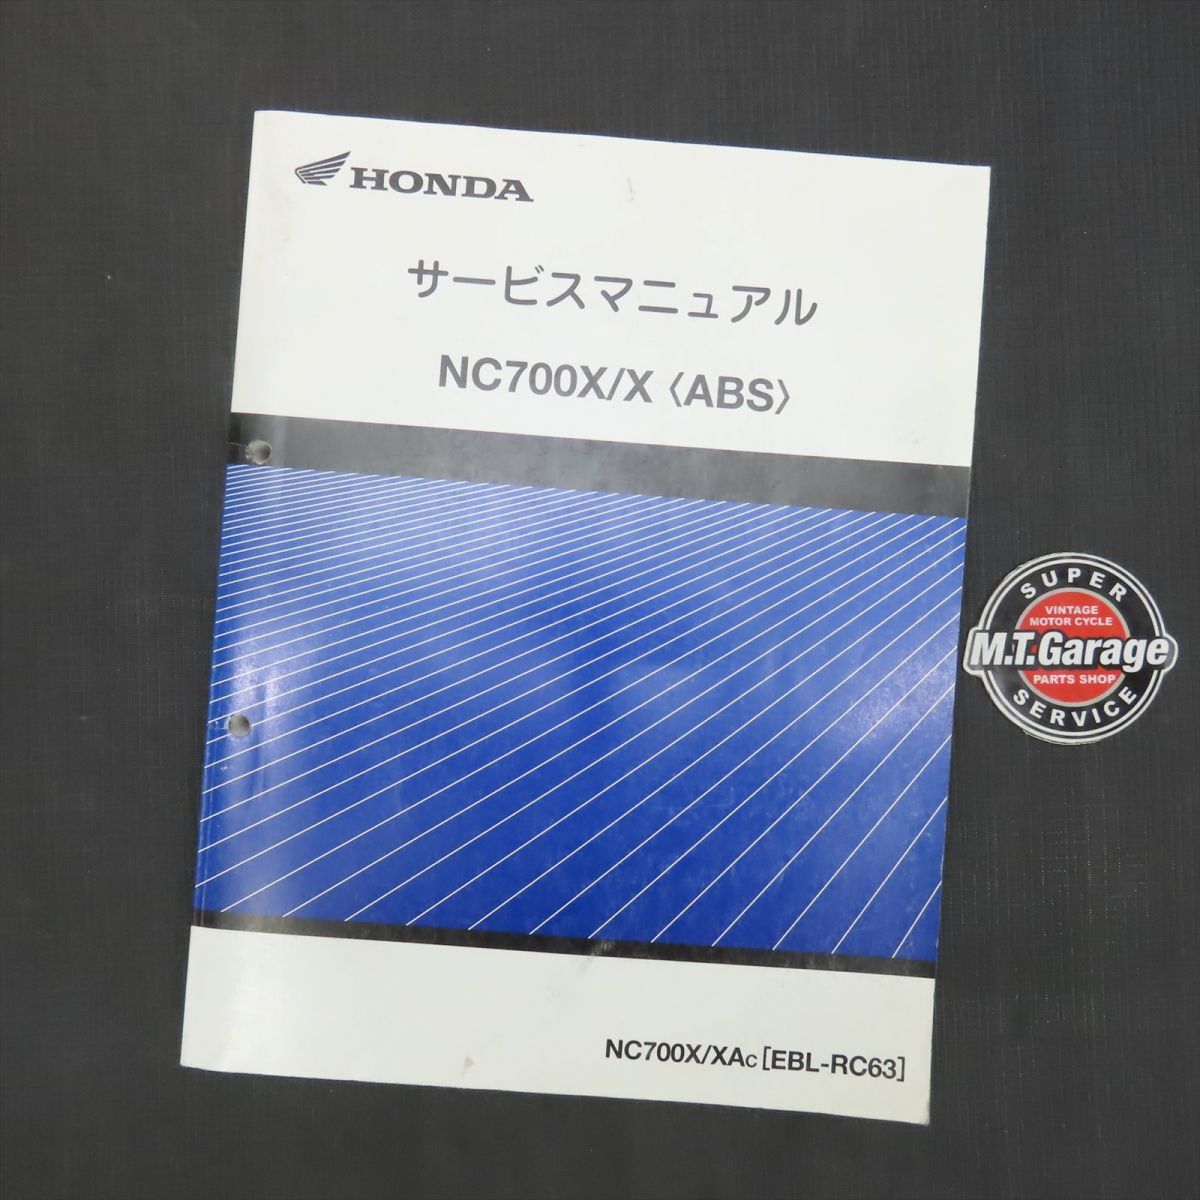 HONDA
サービスマニュアル
NC700X/X〈ABS〉
NC700X/XAC[EBL-RC63]
SUPER
VINTAGE
MOTOR CYCLE
M.T.Garage
PARTS SHOP
SERVICE